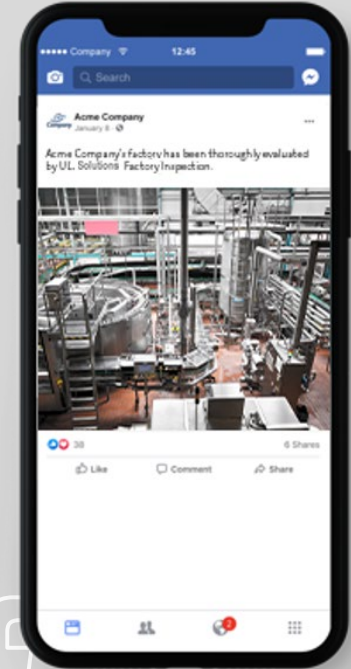 Company 12:45
Search
Acme Company
January 8
Acme Company's factory has been thoroughly evaluated
by UL Solutions Factory Inspection.
38 6 Shares
Like Comment Share
2